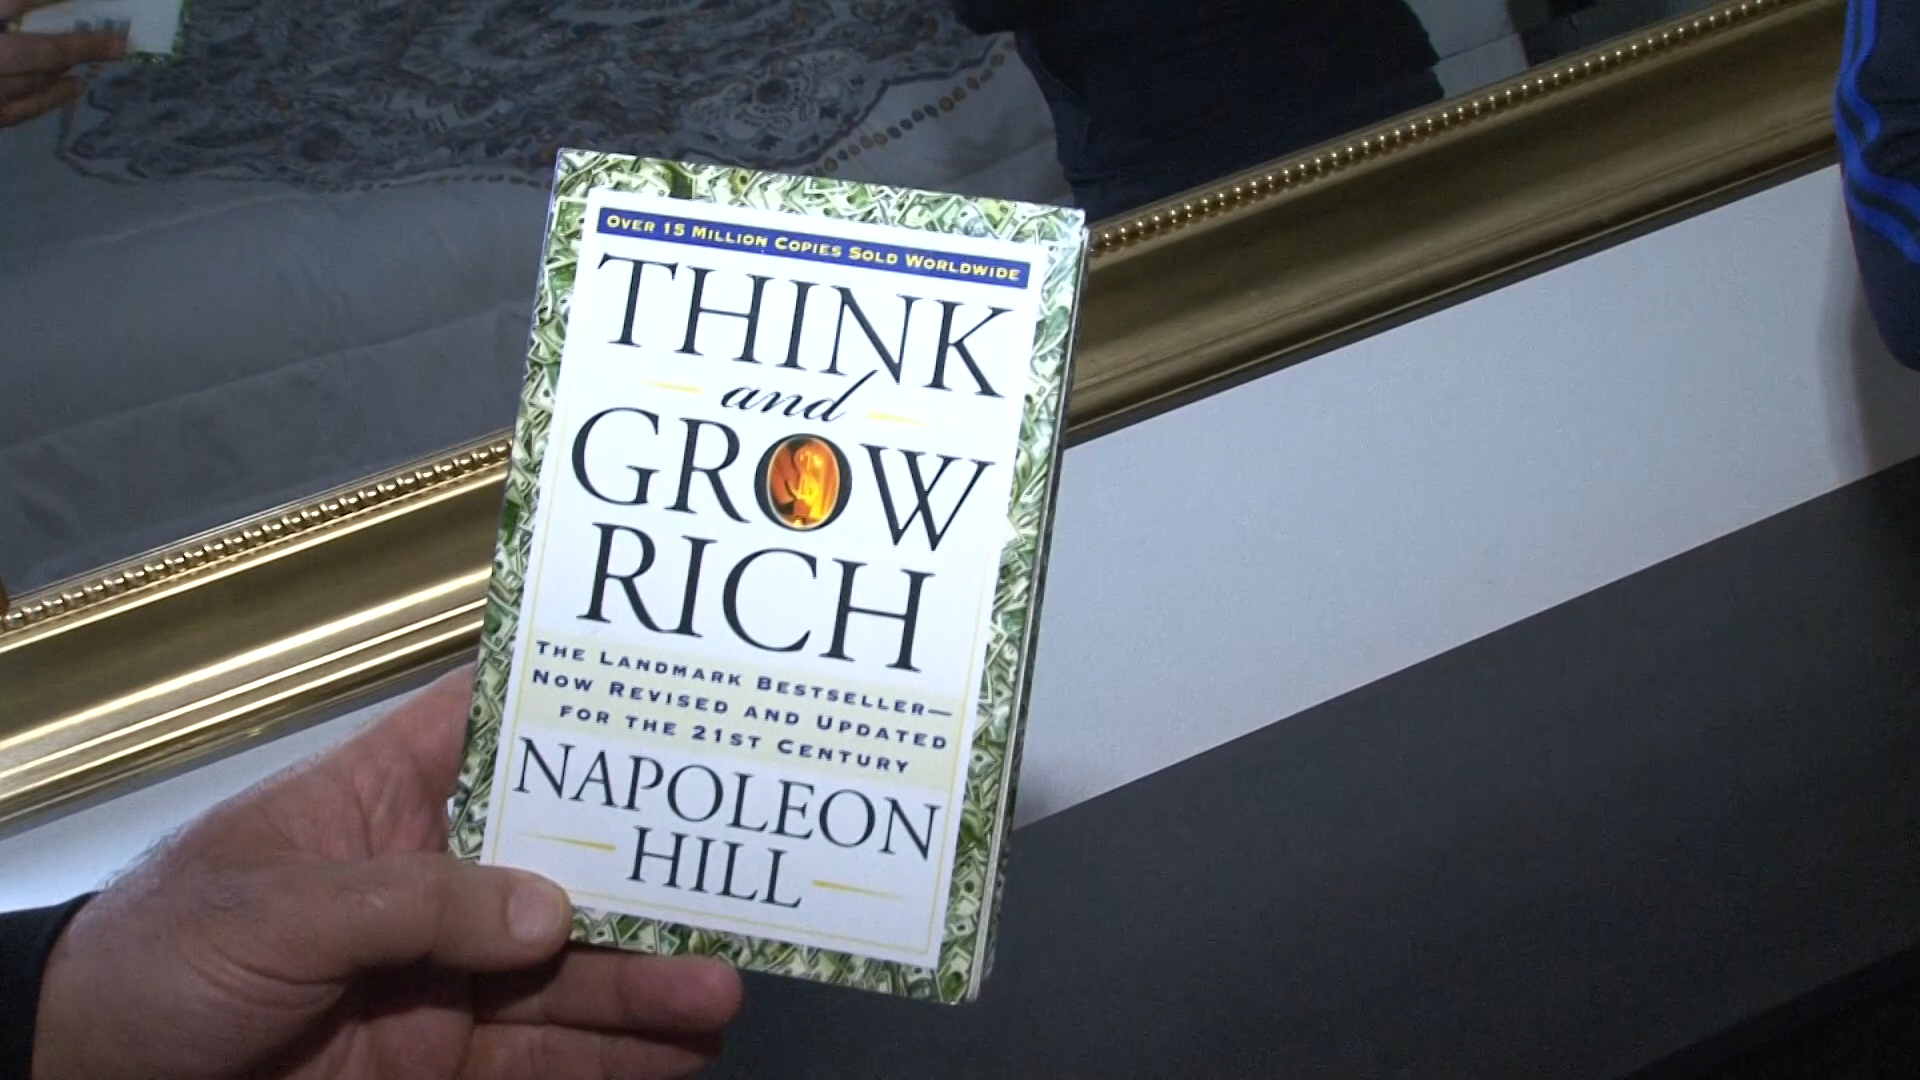 OVER 15 MILLION COPIES SOLD WORLDWIDE
THINK
and
GROW
RICH
THE LANDMARK BESTSELLER—
NOW REVISED AND UPDATED
FOR THE 21ST CENTURY
NAPOLEON
HILL